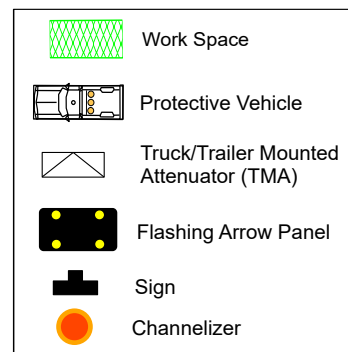 Work Space
Protective Vehicle
Truck/Trailer Mounted
Attenuator (TMA)
Flashing Arrow Panel
Sign
Channelizer